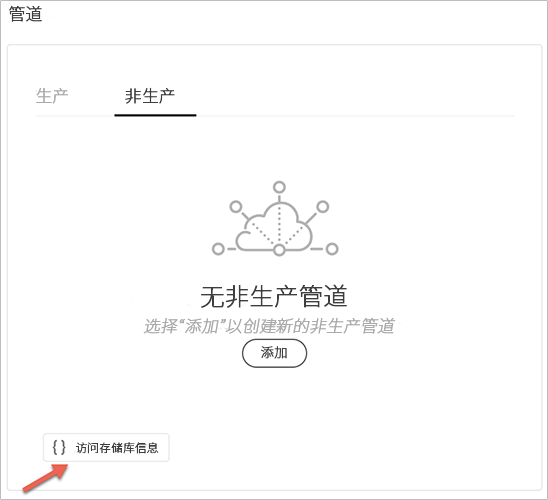 管道
生产 非生产
无非生产管道
选择“添加”以创建新的非生产管道
添加
{ } 访问存储库信息